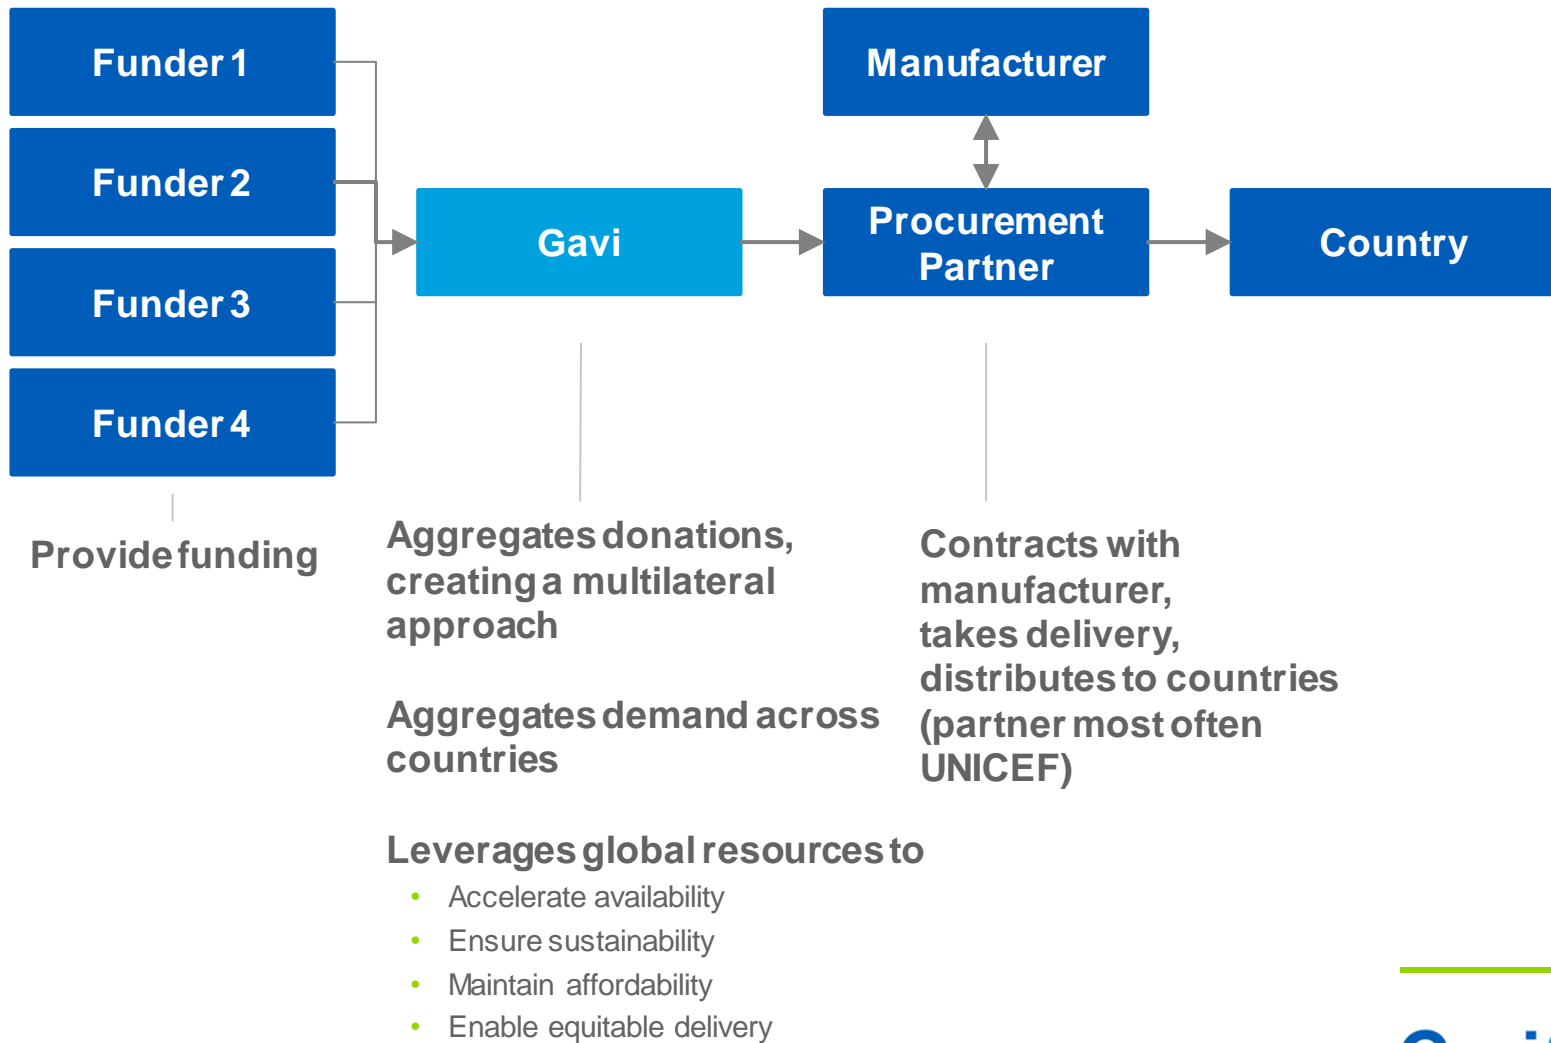 Funder 1
Funder 2
Funder 3
Funder 4
Provide funding
Gavi
Aggregates donations,
creating a multilateral
approach
Aggregates demand across
countries
Leverages global resources to
• Accelerate availability
• Ensure sustainability
• Maintain affordability
• Enable equitable delivery
Manufacturer
Procurement
Partner
Contracts with
manufacturer,
takes delivery,
distributes to countries
(partner most often
UNICEF)
Country